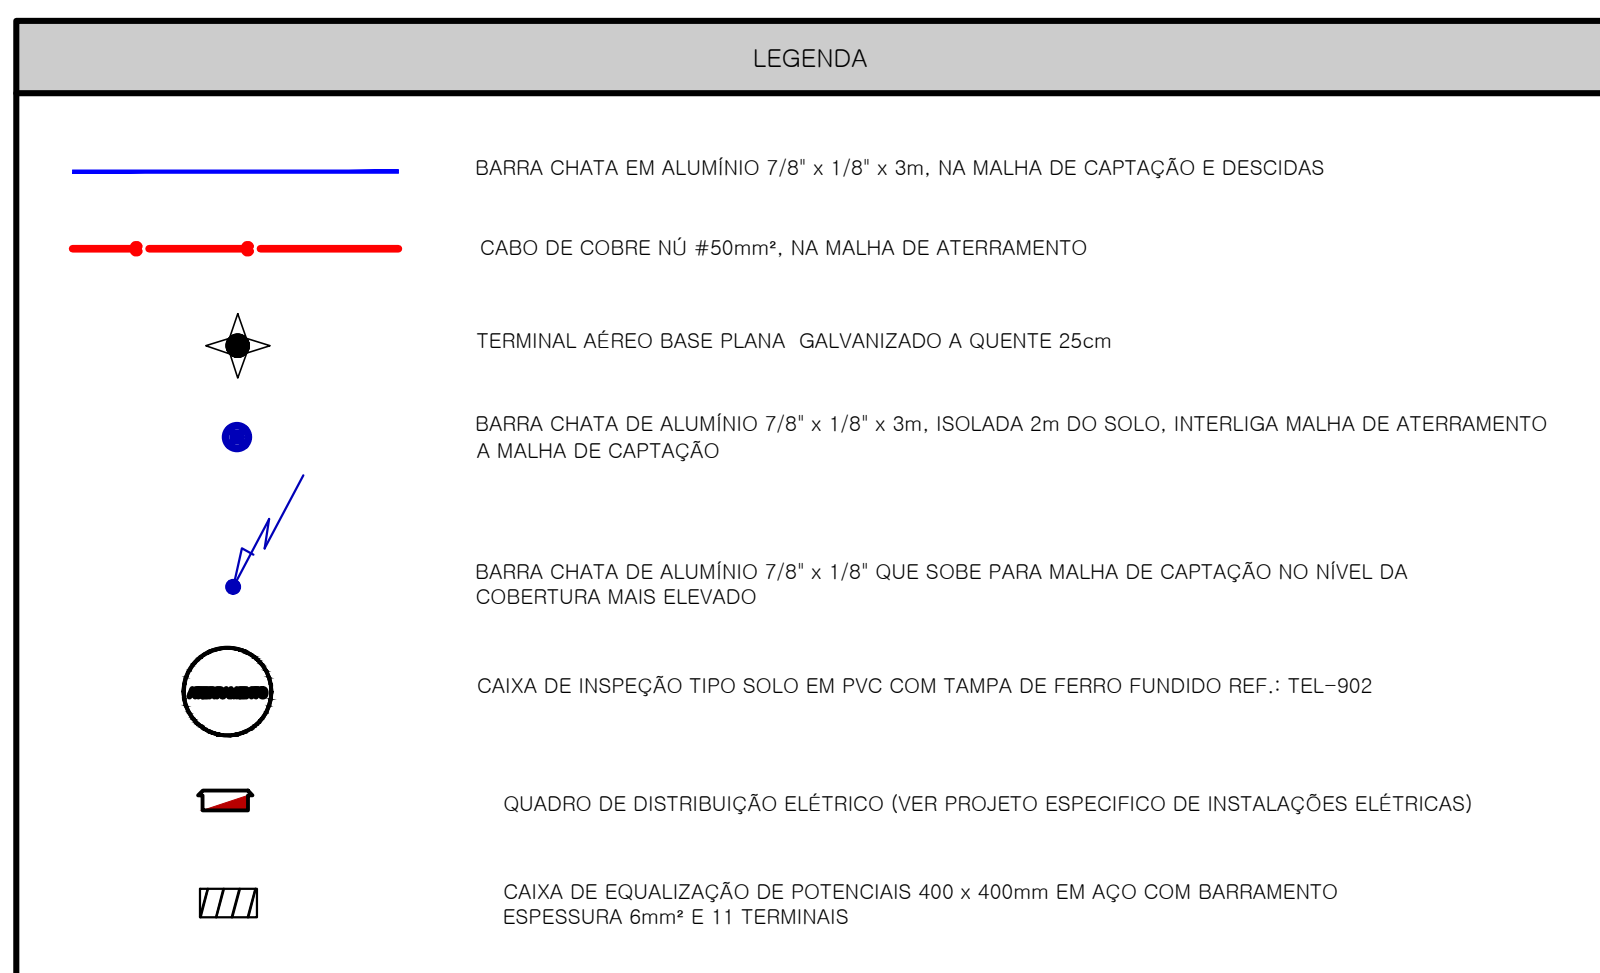 LEGENDA
BARRA CHATA EM ALUMÍNIO 7/8" x 1/8" x 3m, NA MALHA DE CAPTAÇÃO E DESCIDAS
CABO DE COBRE NÚ #50mm², NA MALHA DE ATERRAMENTO
TERMINAL AÉREO BASE PLANA  GALVANIZADO A QUENTE 25cm
BARRA CHATA DE ALUMÍNIO 7/8" x 1/8" x 3m, ISOLADA 2m DO SOLO, INTERLIGA MALHA DE ATERRAMENTO
A MALHA DE CAPTAÇÃO
BARRA CHATA DE ALUMÍNIO 7/8" x 1/8" QUE SOBE PARA MALHA DE CAPTAÇÃO NO NÍVEL DA
COBERTURA MAIS ELEVADO
ATERRAMENTO
CAIXA DE INSPEÇÃO TIPO SOLO EM PVC COM TAMPA DE FERRO FUNDIDO REF.: TEL-902
QUADRO DE DISTRIBUIÇÃO ELÉTRICO (VER PROJETO ESPECIFICO DE INSTALAÇÕES ELÉTRICAS)
CAIXA DE EQUALIZAÇÃO DE POTENCIAIS 400 x 400mm EM AÇO COM BARRAMENTO
ESPESSURA 6mm² E 11 TERMINAIS